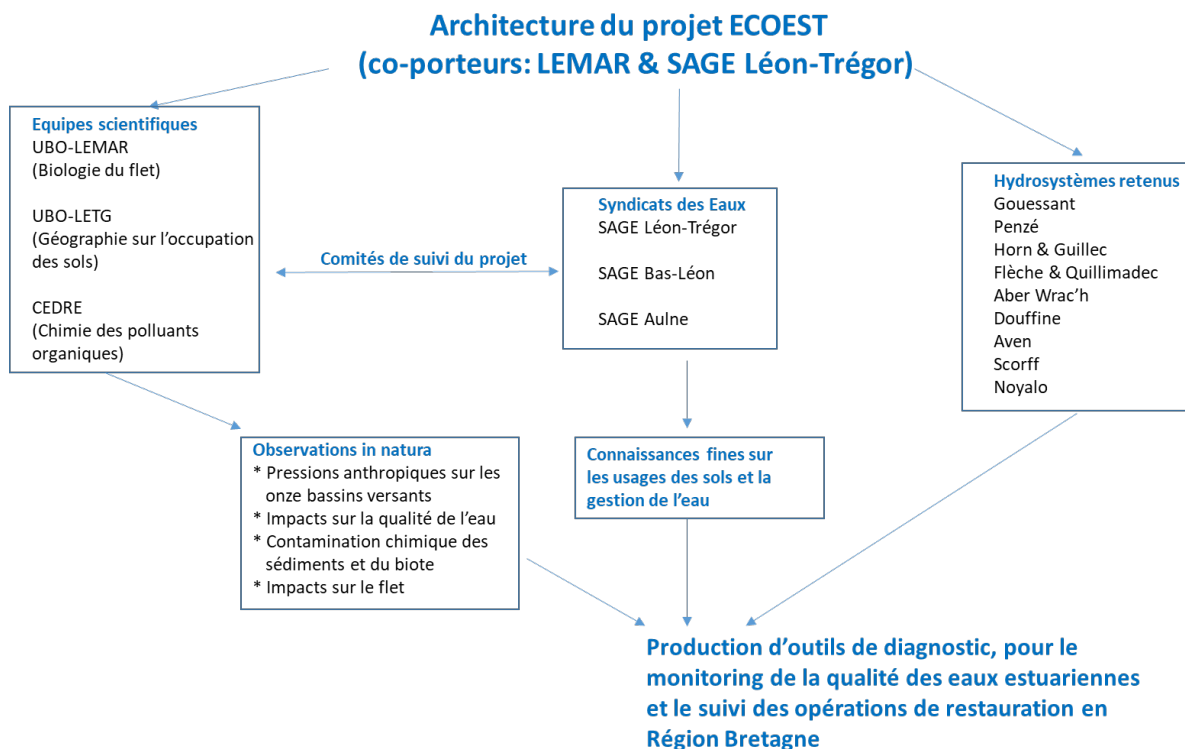 Architecture du projet ECOEST
(co-porteurs: LEMAR & SAGE Léon-Trégor)
Equipes scientifiques
UBO-LEMAR
(Biologie du flet)
UBO-LETG
(Géographie sur l’occupation
des sols)
CEDRE
(Chimie des polluants
organiques)
Comités de suivi du projet
Syndicats des Eaux
SAGE Léon-Trégor
SAGE Bas-Léon
SAGE Aulne
Hydrosystèmes retenus
Gouessant
Penzé
Horn & Guillec
Flèche & Quillimadec
Aber Wrac’h
Douffine
Aven
Scorff
Noyalo
Observations in natura
* Pressions anthropiques sur les
onze bassins versants
* Impacts sur la qualité de l’eau
* Contamination chimique des
sédiments et du biote
* Impacts sur le flet
Connaissances fines sur
les usages des sols et la
gestion de l’eau
Production d’outils de diagnostic, pour le
monitoring de la qualité des eaux estuariennes
et le suivi des opérations de restauration en
Région Bretagne